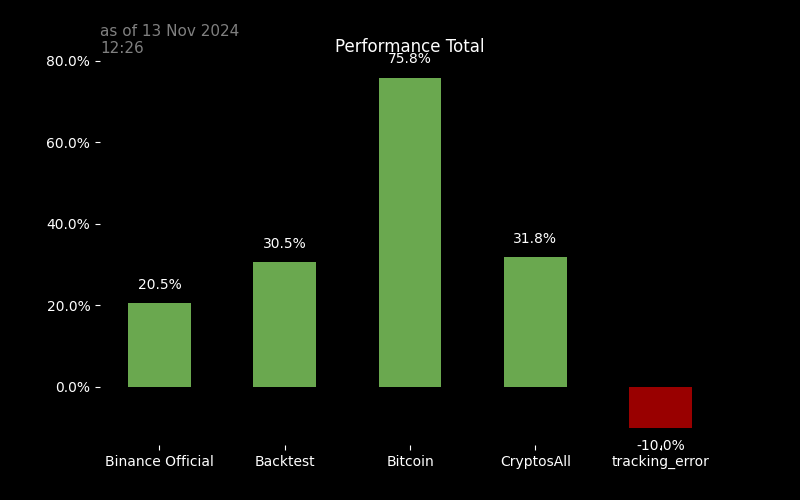 as of 13 Nov 2024
12:26
Performance Total
80.0%
60.0%
40.0%
20.0%
0.0%
20.5%
30.5%
75.8%
31.8%
-10.0%
Binance Official
Backtest
Bitcoin
CryptosAll
tracking_error